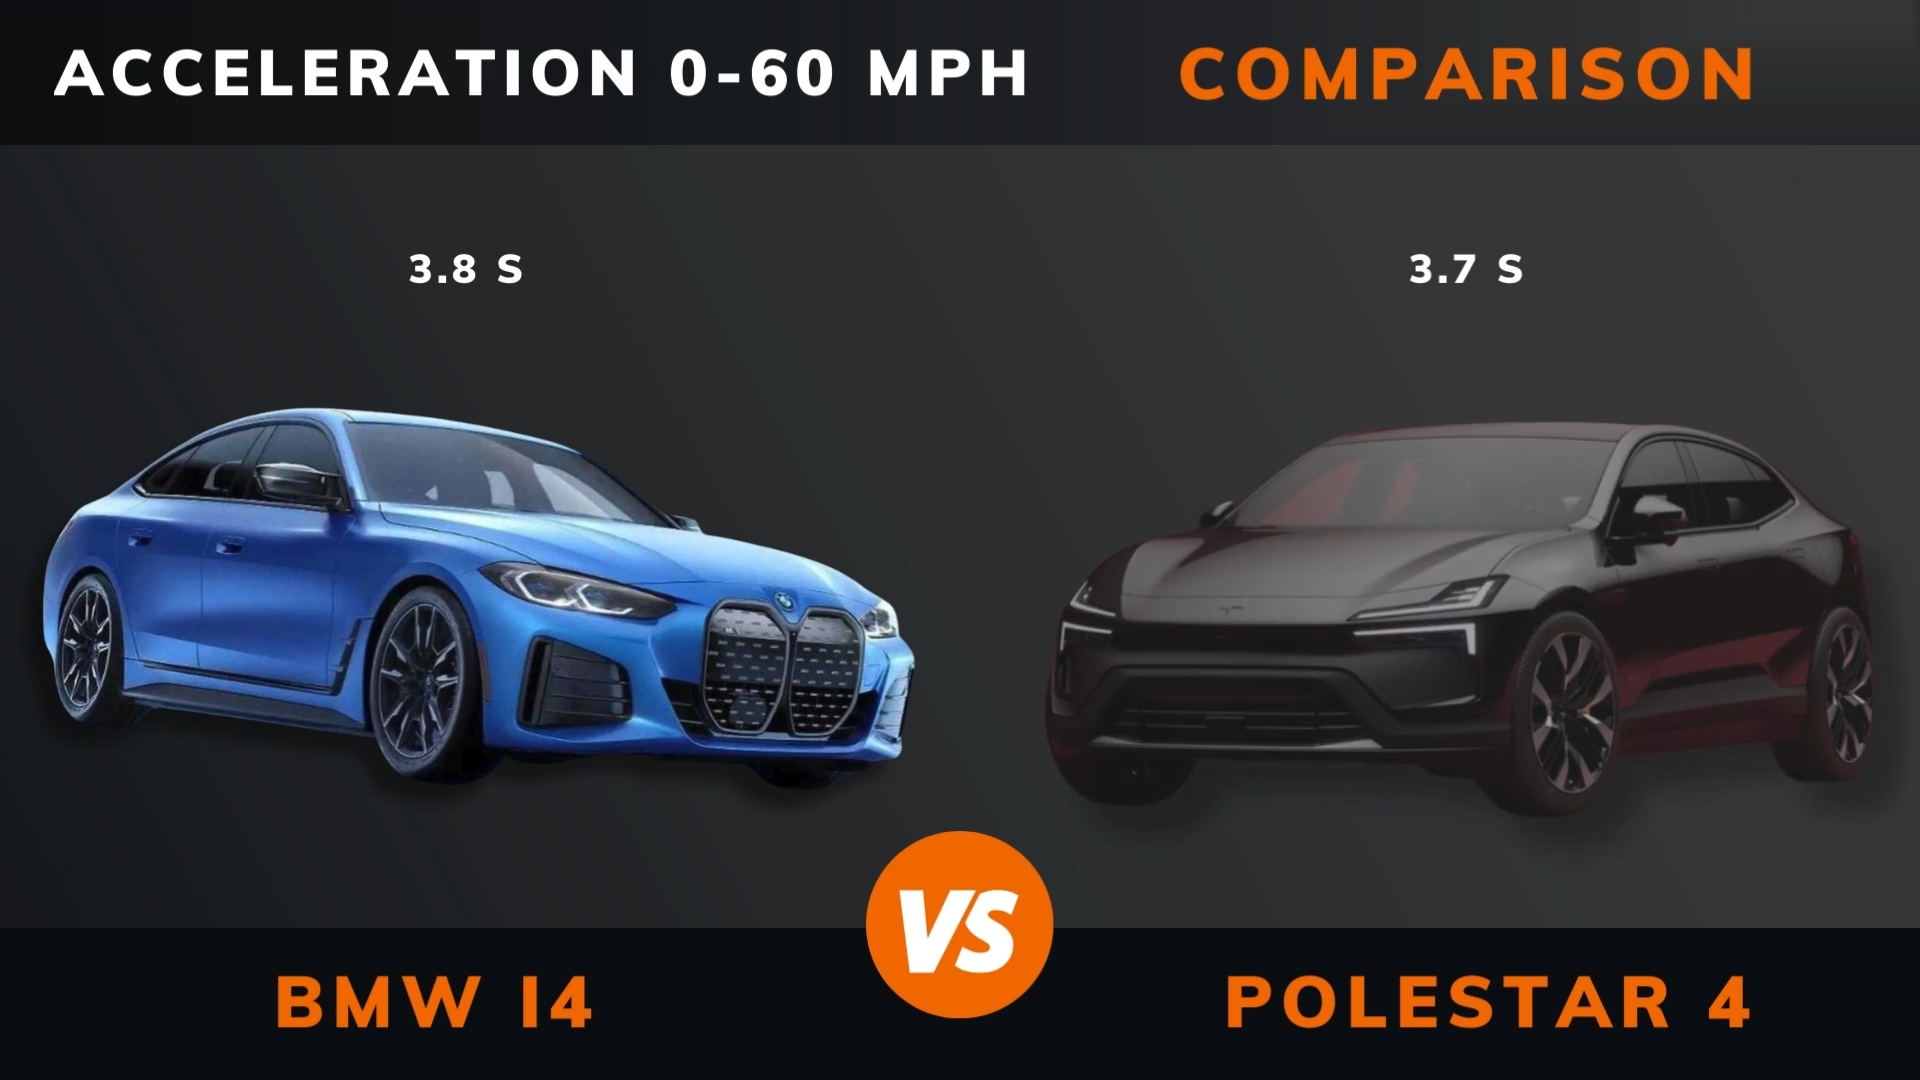 ACCELERATION 0-60 MPH COMPARISON
3.8 S
3.7 S
VS
BMW I4
POLESTAR 4